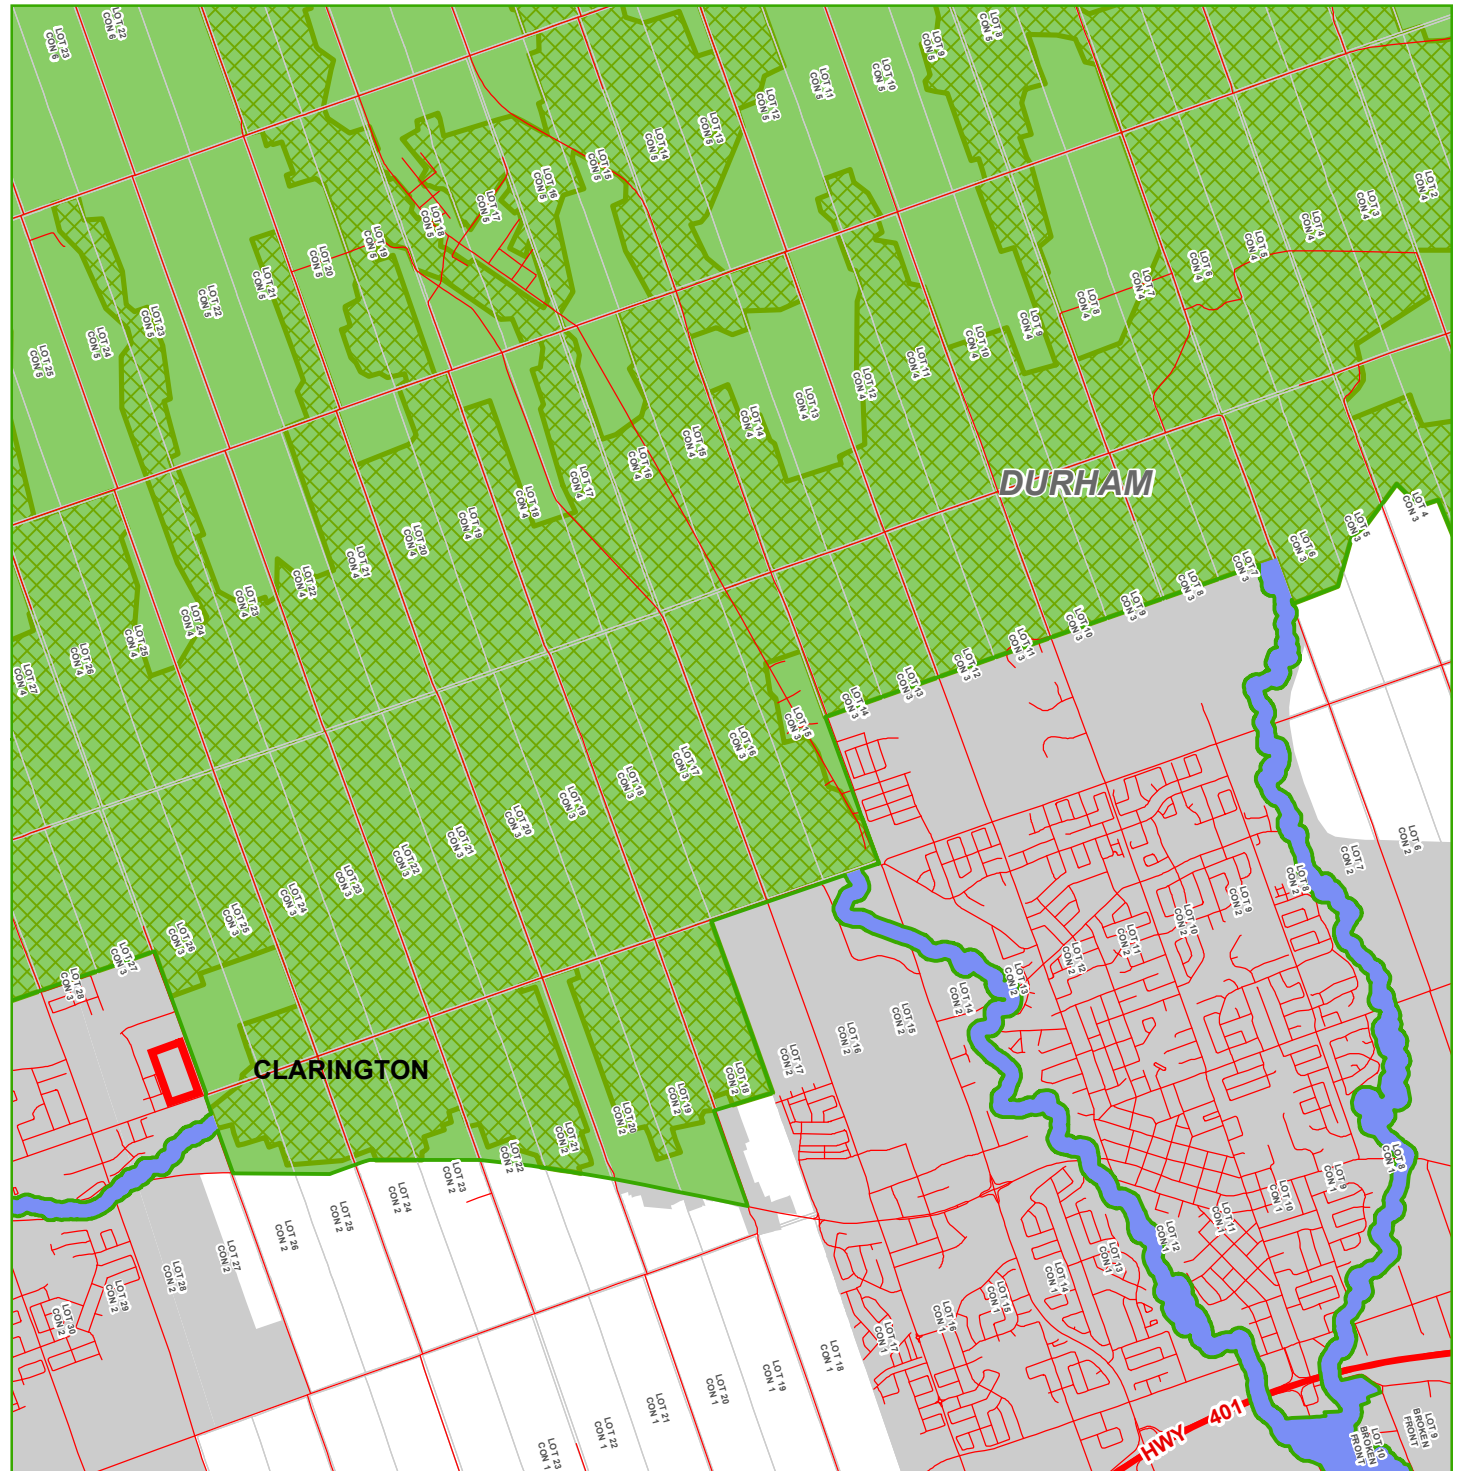 LOT 23
CON 6
LOT 22
CON 6
LOT 8
CON 5
LOT 9
CON 5
LOT 10
CON 5
LOT 11
CON 5
LOT 12
CON 5
LOT 13
CON 5
LOT 14
CON 5
LOT 15
CON 5
LOT 16
CON 5
LOT 17
CON 5
LOT 18
CON 5
LOT 19
CON 5
LOT 20
CON 5
LOT 21
CON 5
LOT 22
CON 5
LOT 23
CON 5
LOT 24
CON 5
LOT 25
CON 5
LOT 2
CON 4
LOT 3
CON 4
LOT 4
CON 4
LOT 5
CON 4
LOT 6
CON 4
LOT 7
CON 4
LOT 8
CON 4
LOT 9
CON 4
LOT 10
CON 4
LOT 11
CON 4
LOT 12
CON 4
LOT 13
CON 4
LOT 14
CON 4
LOT 15
CON 4
LOT 16
CON 4
LOT 17
CON 4
LOT 18
CON 4
LOT 19
CON 4
LOT 20
CON 4
LOT 21
CON 4
LOT 22
CON 4
LOT 23
CON 4
LOT 24
CON 4
LOT 25
CON 4
LOT 26
CON 4
LOT 27
CON 4
DURHAM
LOT 4
CON 3
LOT 5
CON 3
LOT 6
CON 3
LOT 7
CON 3
LOT 8
CON 3
LOT 9
CON 3
LOT 10
CON 3
LOT 11
CON 3
LOT 12
CON 3
LOT 13
CON 3
LOT 14
CON 3
LOT 15
CON 3
LOT 16
CON 3
LOT 17
CON 3
LOT 18
CON 3
LOT 19
CON 3
LOT 20
CON 3
LOT 21
CON 3
LOT 22
CON 3
LOT 23
CON 3
LOT 24
CON 3
LOT 25
CON 3
LOT 26
CON 3
LOT 27
CON 3
LOT 28
CON 3
CLARINGTON
LOT 6
CON 2
LOT 7
CON 2
LOT 8
CON 2
LOT 9
CON 2
LOT 10
CON 2
LOT 11
CON 2
LOT 12
CON 2
LOT 13
CON 2
LOT 14
CON 2
LOT 15
CON 2
LOT 16
CON 2
LOT 17
CON 2
LOT 18
CON 2
LOT 19
CON 2
LOT 20
CON 2
LOT 21
CON 2
LOT 22
CON 2
LOT 23
CON 2
LOT 24
CON 2
LOT 25
CON 2
LOT 26
CON 2
LOT 27
CON 2
LOT 28
CON 2
LOT 29
CON 2
LOT 30
CON 2
LOT 8
CON 1
LOT 9
CON 1
LOT 10
CON 1
LOT 11
CON 1
LOT 12
CON 1
LOT 13
CON 1
LOT 14
CON 1
LOT 15
CON 1
LOT 16
CON 1
LOT 17
CON 1
LOT 18
CON 1
LOT 19
CON 1
LOT 20
CON 1
LOT 21
CON 1
LOT 22
CON 1
LOT 23
CON 1
HWY 401
LOT 9
BROKEN
FRONT
LOT 10
BROKEN
FRONT